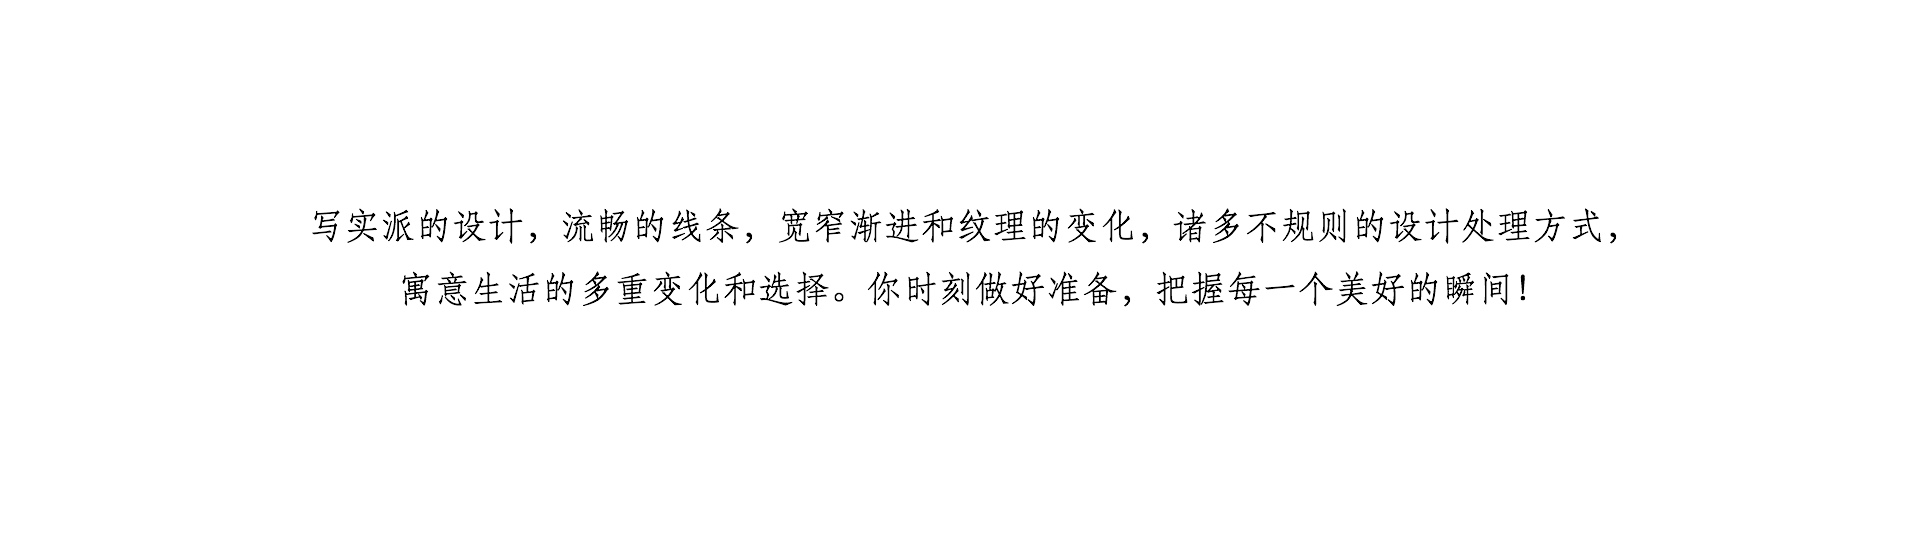 写实派的设计，流畅的线条，宽窄渐进和纹理的变化，诸多不规则的设计处理方式，
寓意生活的多重变化和选择。你时刻做好准备，把握每一个美好的瞬间！